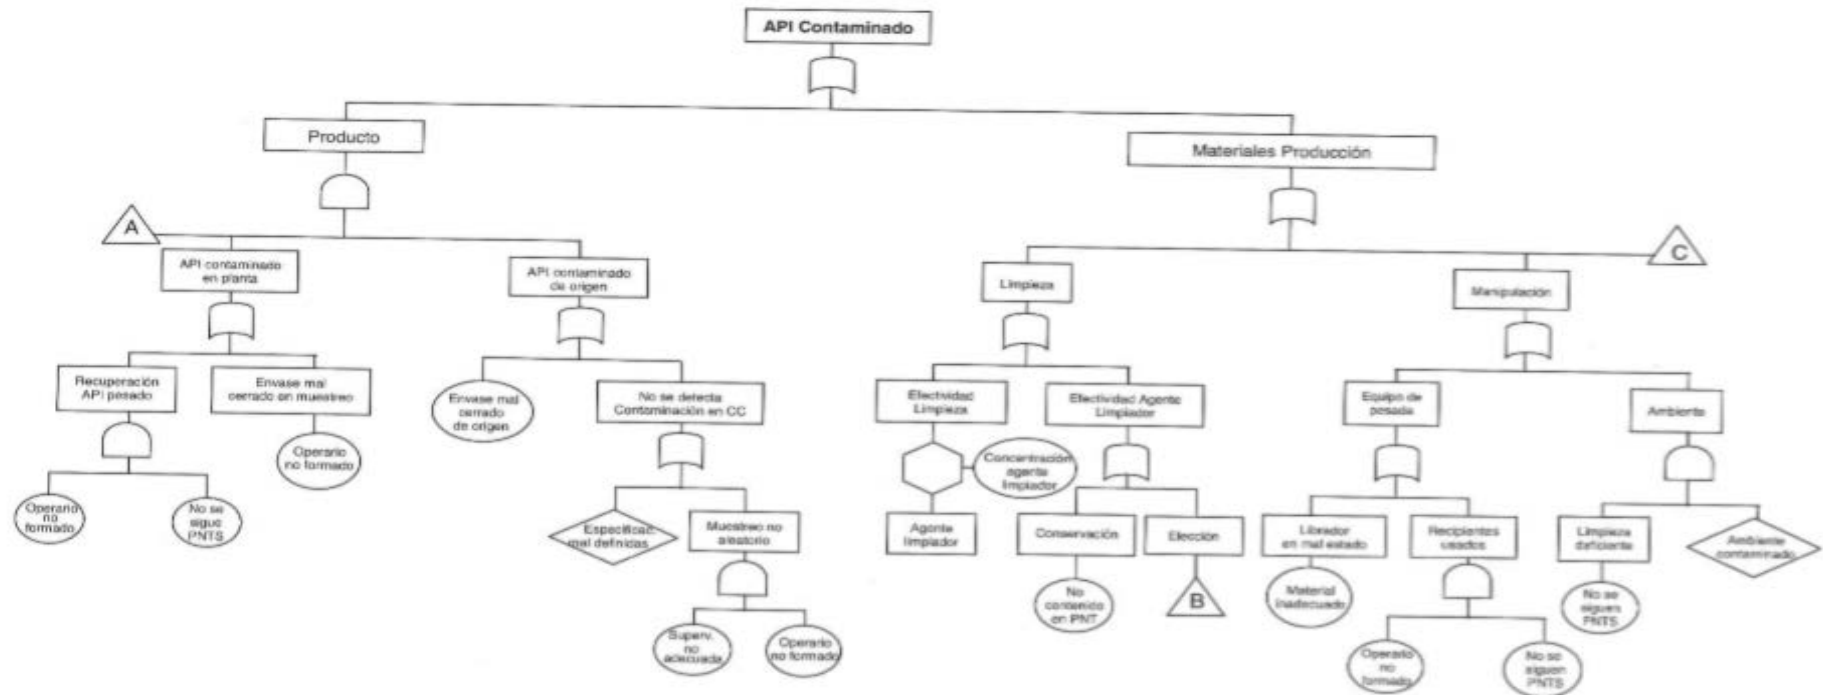 API Contaminado
Producto
Materiales Producción
A
C
API contaminado
en planta
API contaminado
de origen
Limpieza
Manipulación
Recuperación
API pesado
Envase mal
cerrado en muestreo
Envase mal
cerrado
de origen
No se detecta
Contaminación en CC
Efectividad
Limpieza
Efectividad Agente
Limpiador
Equipo de
pesada
Ambiente
Operario
no formado
Concentración
agente
limpiador
Operario
no
formado
No se
sigue
PNTS
Especificac.
mal definidas
Muestreo no
aleatorio
Agente
limpiador
Conservación
Elección
Librador
en mal estado
Recipientes
usados
Limpieza
deficiente
Ambiente
contaminado
No
contenido
en PNT
B
Material
inadecuado
No se
siguen
PNTS
Superv.
no
adecuada
Operario
no formado
Operario
no
formado
No se
siguen
PNTS